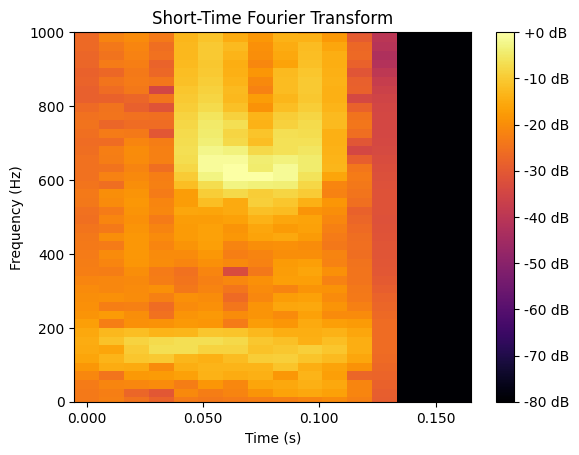 Short-Time Fourier Transform
1000
800
600
400
200
0
Frequency (Hz)
0.000
0.050
0.100
0.150
Time (s)
+0 dB
-10 dB
-20 dB
-30 dB
-40 dB
-50 dB
-60 dB
-70 dB
-80 dB